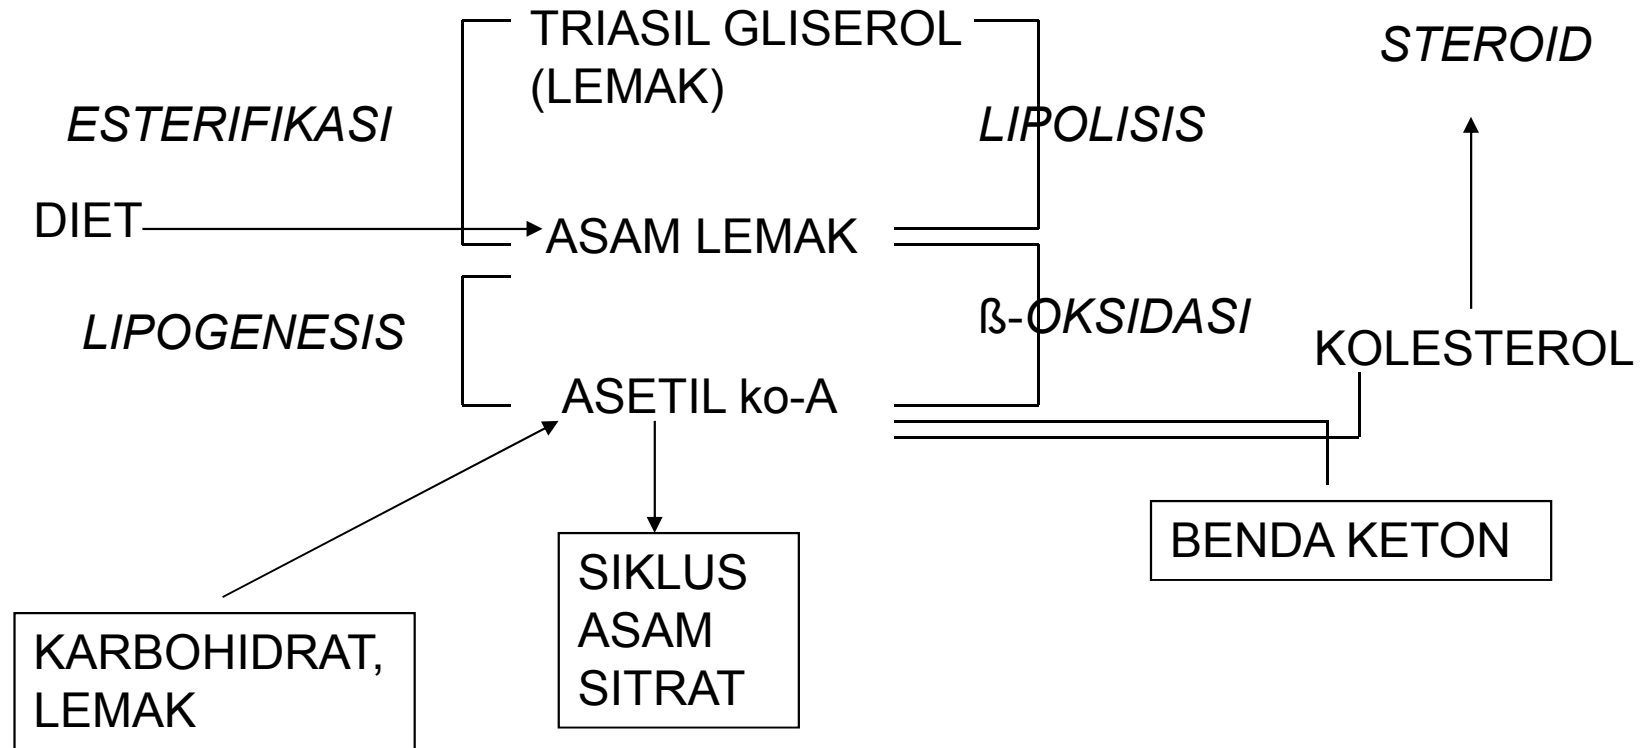 TRIASIL GLISEROL
(LEMAK)
STEROID
ESTERIFIKASI
LIPOLISIS
DIET
ASAM LEMAK
LIPOGENESIS
ß-OKSIDASI
KOLESTEROL
ASETIL ko-A
BENDA KETON
SIKLUS
ASAM
SITRAT
KARBOHIDRAT,
LEMAK